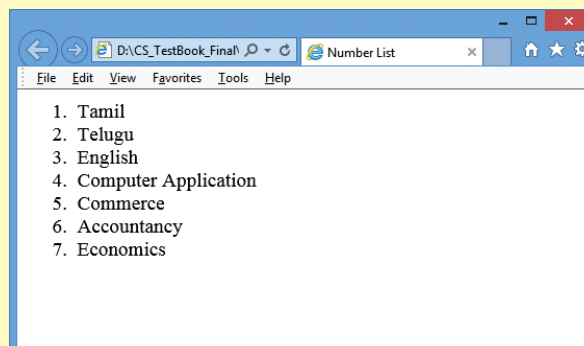 D:\CS_TestBook_Final\
Number List
File Edit View Favorites Tools Help
1. Tamil
2. Telugu
3. English
4. Computer Application
5. Commerce
6. Accountancy
7. Economics